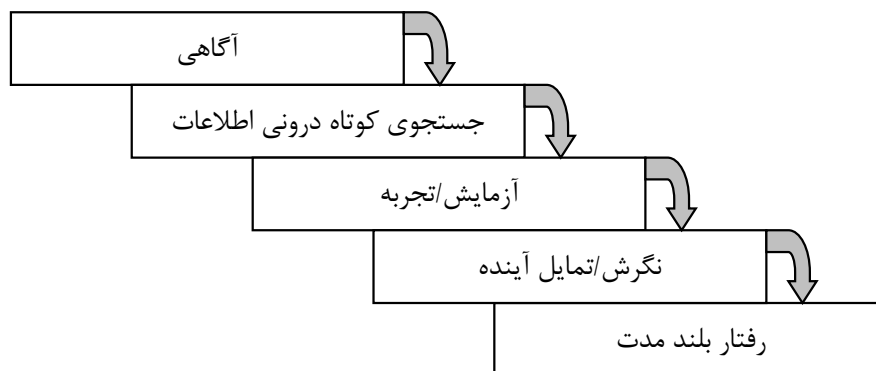 آگاهی
جستجوی کوتاه درونی اطلاعات
آزمایش/تجربه
نگرش/تمایل آینده
رفتار بلند مدت